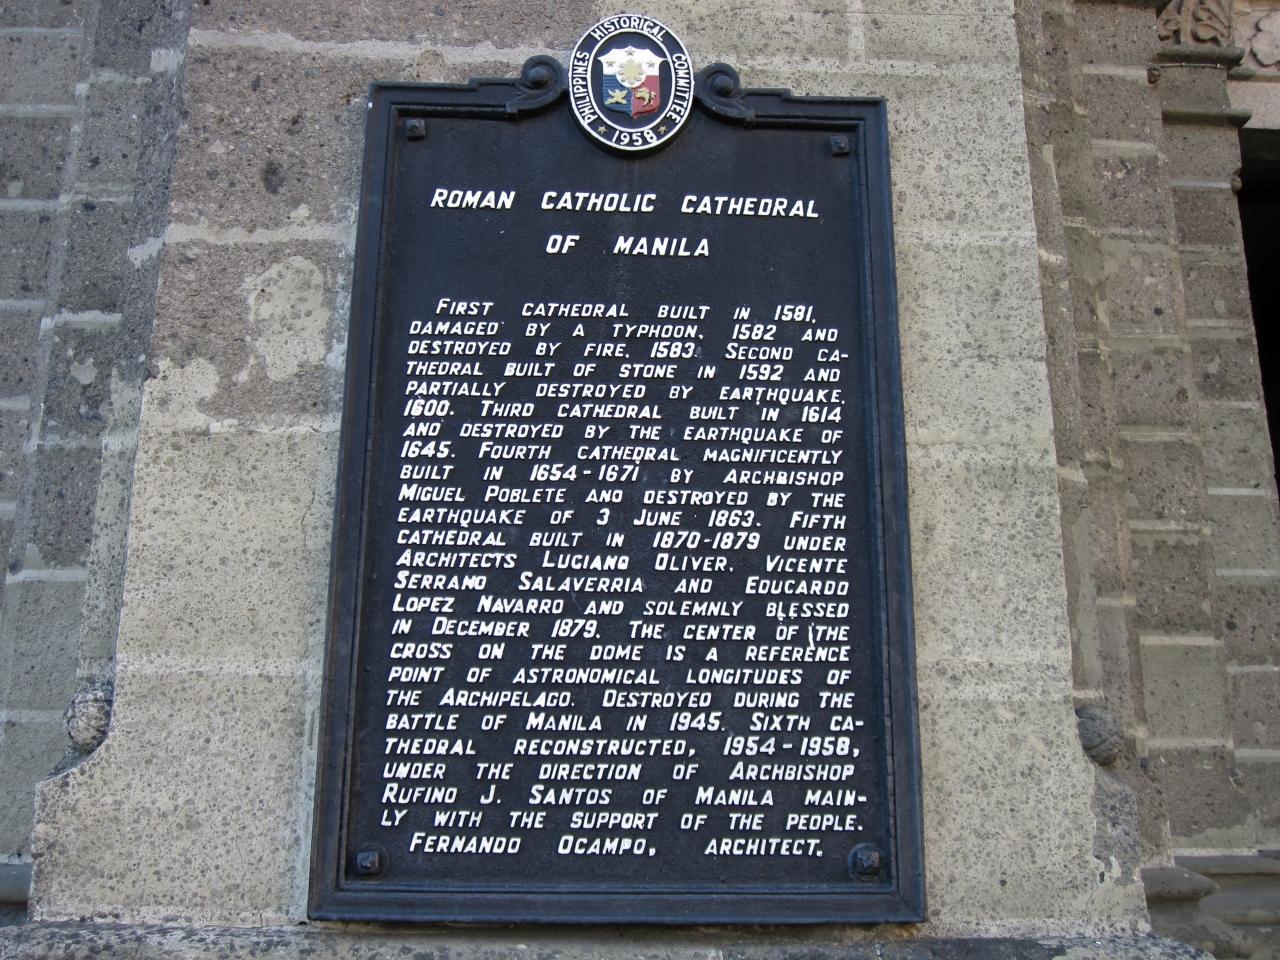 PHILIPPINES HISTORICAL COMMITTEE
1958
ROMAN CATHOLIC CATHEDRAL
OF MANILA
FIRST CATHEDRAL BUILT IN 1581,
DAMAGED BY A TYPHOON, 1582 AND
DESTROYED BY FIRE, 1583. SECOND CA-
THEDRAL BUILT OF STONE IN 1592 AND
PARTIALLY DESTROYED BY EARTHQUAKE,
1600. THIRD CATHEDRAL BUILT IN 1614
AND DESTROYED BY THE EARTHQUAKE OF
1645. FOURTH CATHEDRAL MAGNIFICENTLY
BUILT IN 1654-1671 BY ARCHBISHOP
MIGUEL POBLETE AND DESTROYED BY THE
EARTHQUAKE OF 3 JUNE 1863. FIFTH
CATHEDRAL BUILT IN 1870-1879 UNDER
ARCHITECTS LUCIANO OLIVER, VICENTE
SERRANO SALAVERRIA AND EDUCARDO
LOPEZ NAVARRO AND SOLEMNLY BLESSED
IN DECEMBER 1879. THE CENTER OF THE
CROSS ON THE DOME IS A REFERENCE
POINT OF ASTRONOMICAL LONGITUDES OF
THE ARCHIPELAGO. DESTROYED DURING THE
BATTLE OF MANILA IN 1945. SIXTH CA-
THEDRAL RECONSTRUCTED, 1954-1958,
UNDER THE DIRECTION OF ARCHBISHOP
RUFINO J. SANTOS OF MANILA MAIN-
LY WITH THE SUPPORT OF THE PEOPLE.
FERNANDO OCAMPO, ARCHITECT.